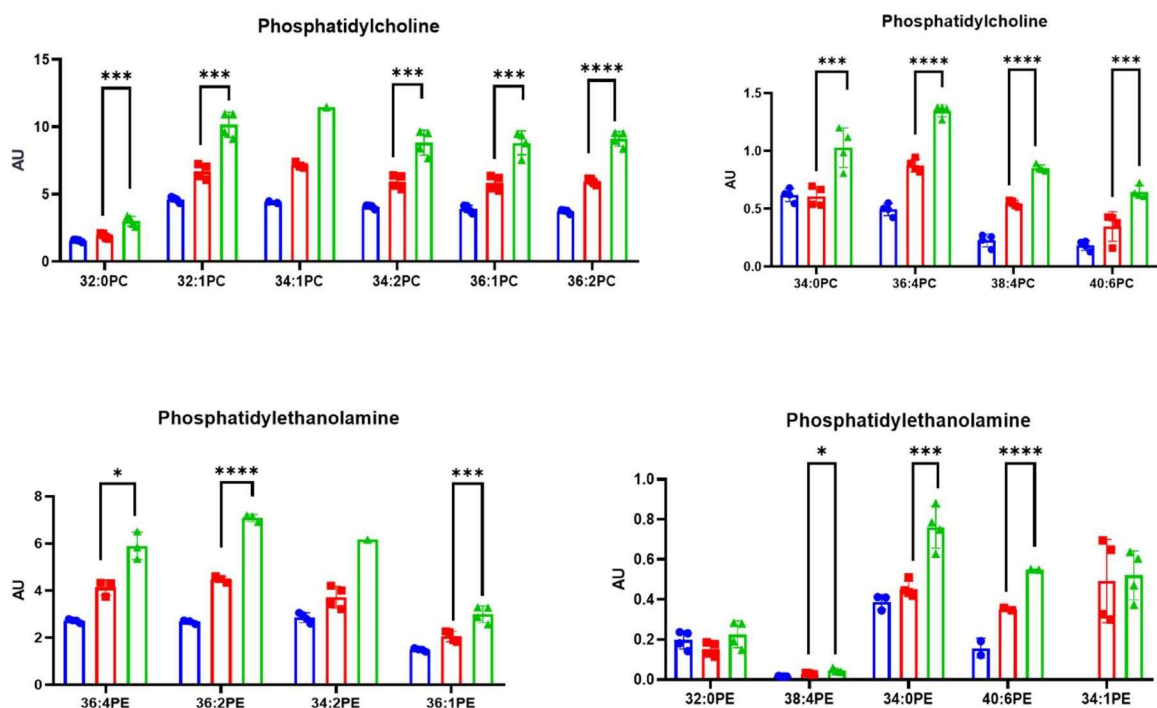 Phosphatidylcholine
AU
15
10
5
0
*** *** *** *** ****
32:0PC 32:1PC 34:1PC 34:2PC 36:1PC 36:2PC
Phosphatidylcholine
AU
1.5
1.0
0.5
0.0
*** **** **** ***
34:0PC 36:4PC 38:4PC 40:6PC
Phosphatidylethanolamine
AU
8
6
4
2
0
* **** ***
36:4PE 36:2PE 34:2PE 36:1PE
Phosphatidylethanolamine
AU
1.0
0.8
0.6
0.4
0.2
0.0
* *** ****
32:0PE 38:4PE 34:0PE 40:6PE 34:1PE